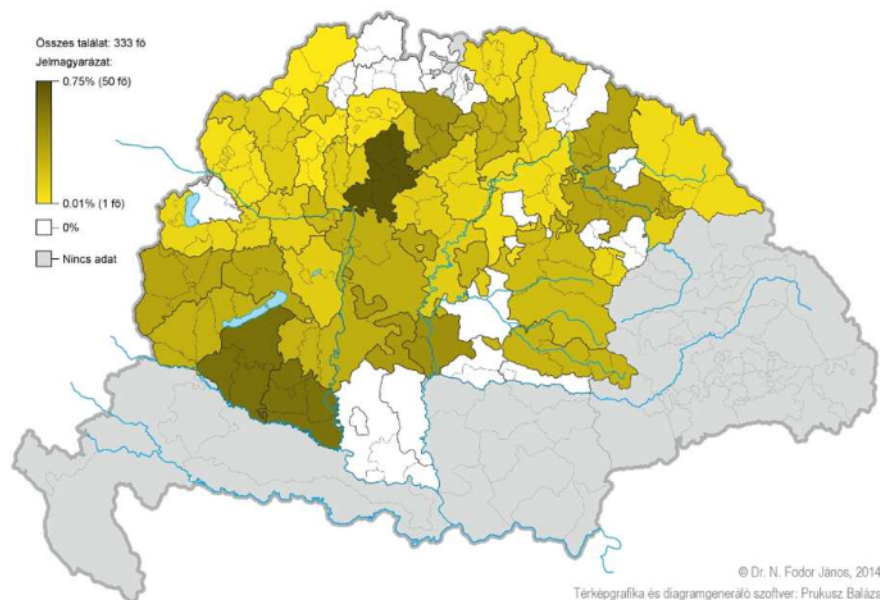 Összes találat: 333 fő
Jelmagyarázat:
0.75% (50 fő)
0.01% (1 fő)
0%
Nincs adat
© Dr. N. Fodor János, 2014
Térképgrafika és diagramgeneráló szoftver: Prukusz Balázs